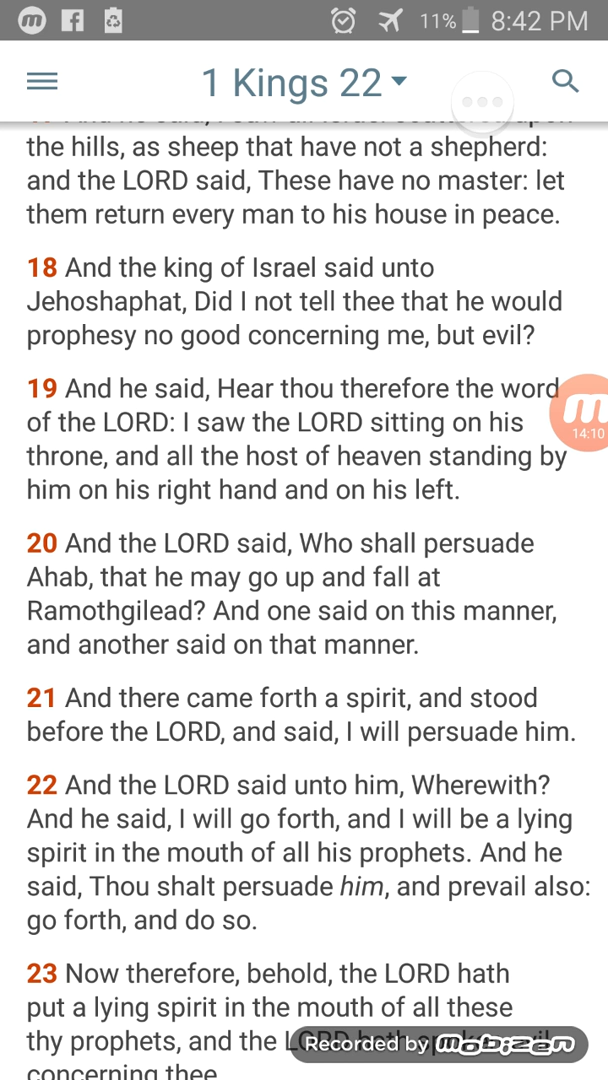 11% 8:42 PM
1 Kings 22
the hills, as sheep that have not a shepherd:
and the LORD said, These have no master: let
them return every man to his house in peace.
18 And the king of Israel said unto
Jehoshaphat, Did I not tell thee that he would
prophesy no good concerning me, but evil?
19 And he said, Hear thou therefore the word
of the LORD: I saw the LORD sitting on his
throne, and all the host of heaven standing by
him on his right hand and on his left.
14:10
20 And the LORD said, Who shall persuade
Ahab, that he may go up and fall at
Ramothgilead? And one said on this manner,
and another said on that manner.
21 And there came forth a spirit, and stood
before the LORD, and said, I will persuade him.
22 And the LORD said unto him, Wherewith?
And he said, I will go forth, and I will be a lying
spirit in the mouth of all his prophets. And he
said, Thou shalt persuade him, and prevail also:
go forth, and do so.
23 Now therefore, behold, the LORD hath
put a lying spirit in the mouth of all these
thy prophets, and the
Recorded by mobizen
concerning thee